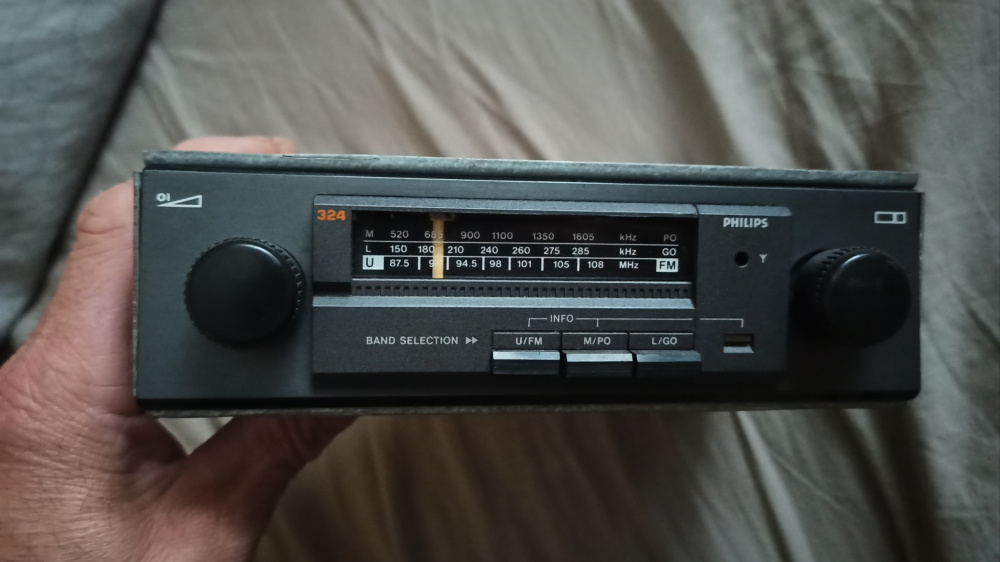 324
PHILIPS
M 520 685 900 1100 1350 1605 kHz PO
L 150 180 210 240 260 275 285 kHz GO
U 87.5 94.5 98 101 105 108 MHz FM
INFO
BAND SELECTION U/FM M/PO L/GO